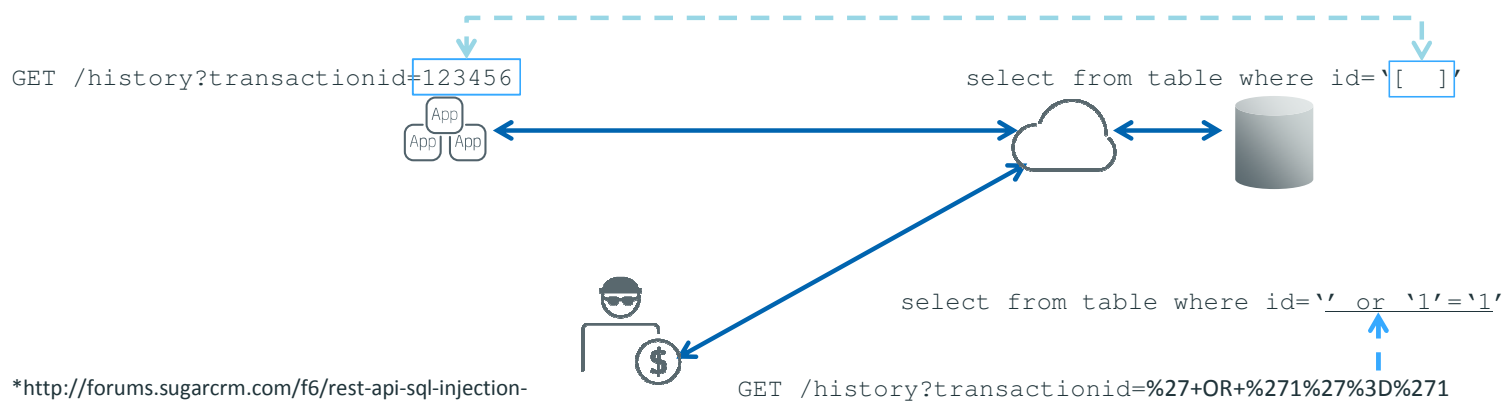 GET /history?transactionid=123456
select from table where id=‘[ ]’
App
App App
$
select from table where id=‘’ or ‘1’=‘1’
*http://forums.sugarcrm.com/f6/rest-api-sql-injection-
GET /history?transactionid=%27+OR+%271%27%3D%271